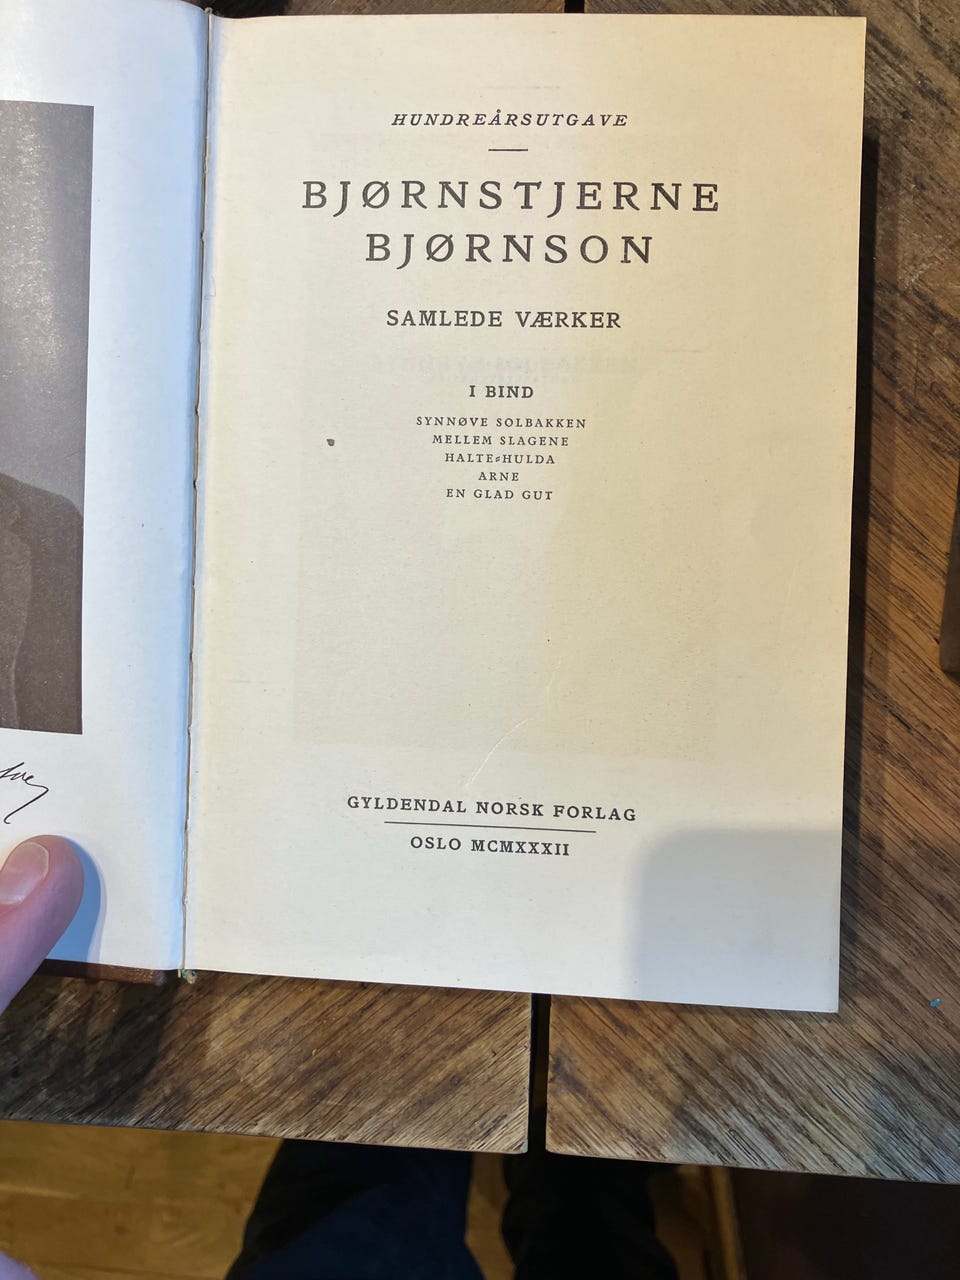 HUNDREÅRSUTGAVE
BJØRNSTJERNE
BJØRNSON
SAMLEDE VÆRKER
I BIND
SYNNØVE SOLBAKKEN
MELLEM SLAGENE
HALTE-HULDA
ARNE
EN GLAD GUT
GYLDENDAL NORSK FORLAG
OSLO MCMXXXII